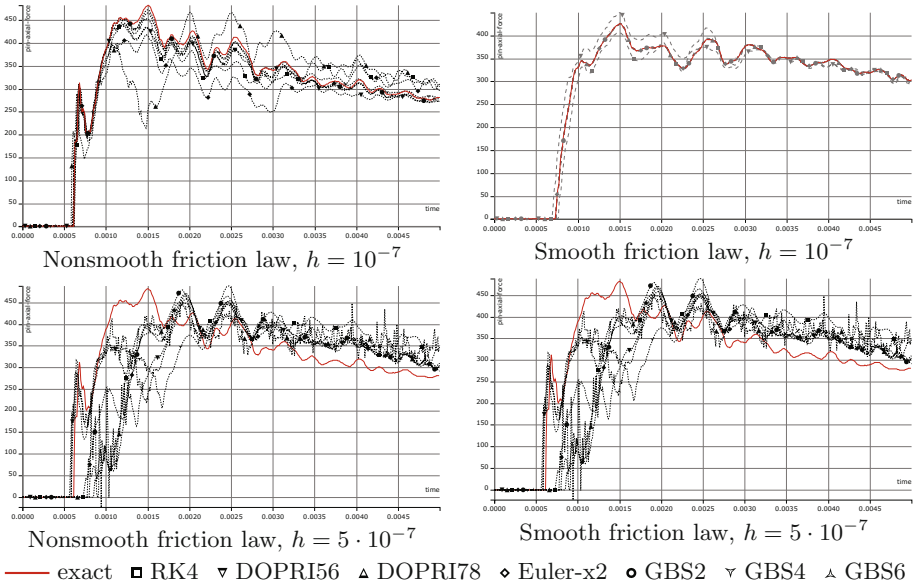 pin-axial-force
450
400
350
300
250
200
150
100
50
0
time
0.0000 0.0005 0.0010 0.0015 0.0020 0.0025 0.0030 0.0035 0.0040 0.0045
Nonsmooth friction law, h = 10⁻⁷
pin-axial-force
400
350
300
250
200
150
100
50
0
time
0.0000 0.0005 0.0010 0.0015 0.0020 0.0025 0.0030 0.0035 0.0040 0.0045
Smooth friction law, h = 10⁻⁷
pin-axial-force
450
400
350
300
250
200
150
100
50
0
time
0.0000 0.0005 0.0010 0.0015 0.0020 0.0025 0.0030 0.0035 0.0040 0.0045
Nonsmooth friction law, h = 5 · 10⁻⁷
pin-axial-force
450
400
350
300
250
200
150
100
50
0
time
0.0000 0.0005 0.0010 0.0015 0.0020 0.0025 0.0030 0.0035 0.0040 0.0045
Smooth friction law, h = 5 · 10⁻⁷
exact RK4 DOPRI56 DOPRI78 Euler-x2 GBS2 GBS4 GBS6